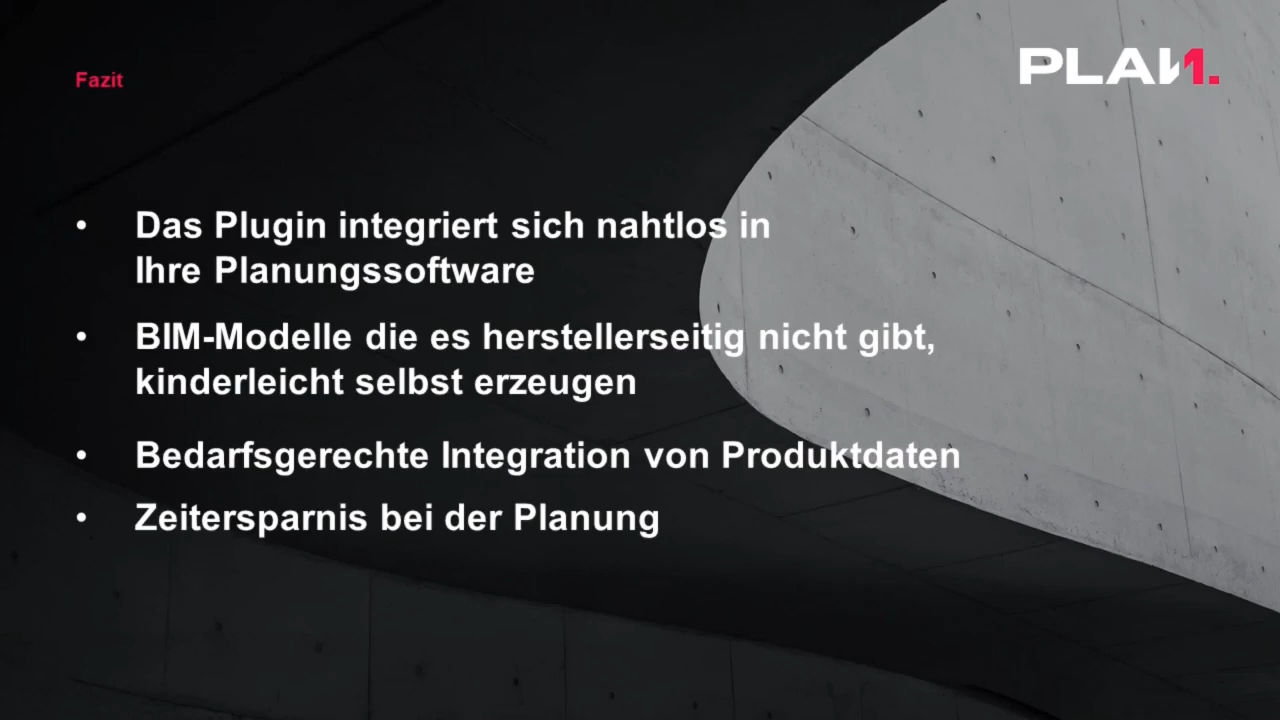 Fazit
PLAN1.
• Das Plugin integriert sich nahtlos in
Ihre Planungssoftware
• BIM-Modelle die es herstellerseitig nicht gibt,
kinderleicht selbst erzeugen
• Bedarfsgerechte Integration von Produktdaten
• Zeitersparnis bei der Planung